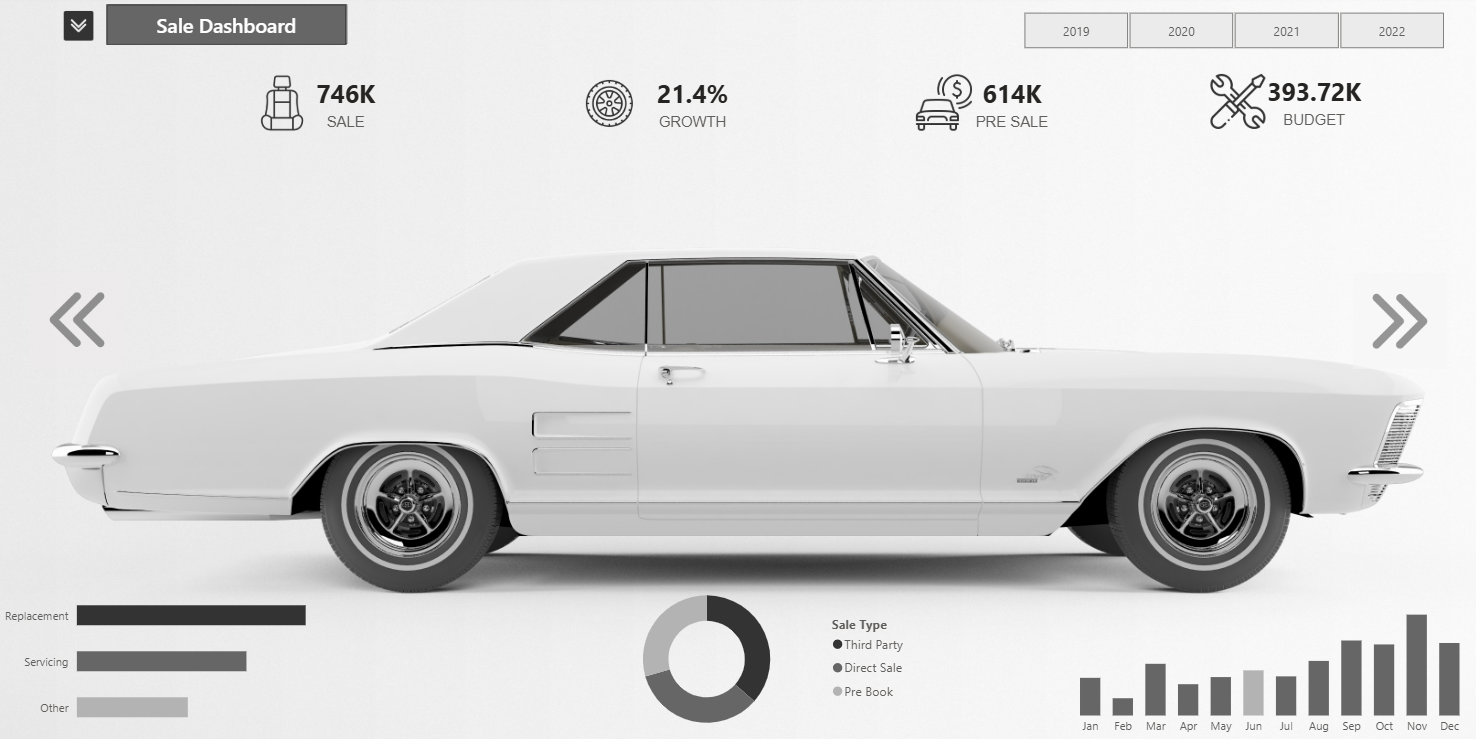 Sale Dashboard
2019
2020
2021
2022
746K
SALE
21.4%
GROWTH
$
614K
PRE SALE
393.72K
BUDGET
Replacement
Servicing
Other
Sale Type
Third Party
Direct Sale
Pre Book
Jan Feb Mar Apr May Jun Jul Aug Sep Oct Nov Dec